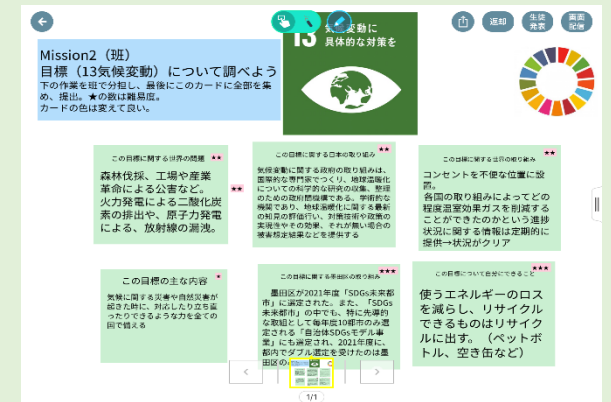 返却
生徒
発表
画面
配信
Mission2（班）
目標（13気候変動）について調べよう
下の作業を班で分担し、最後にこのカードに全部を集
め、提出。★の数は難易度。
カードの色は変えて良い。
13 気候変動に
具体的な対策を
この目標に関する世界の問題 ★★
森林伐採、工場や産業
革命による公害など。
火力発電による二酸化炭
素の排出や、原子力発電
による、放射線の漏洩。
★★
この目標に関する日本の取り組み ★★
気候変動に関する政府の取り組みは、
国際的な専門家でつくり、地球温暖化
についての科学的な研究の収集、整理
のための政府間機構である。学術的な
機関であり、地球温暖化に関する最新
の知見の評価行い、対策技術や政策の
実現性やその効果、それが無い場合の
被害想定結果などを提供する
この目標に関する世界の取り組み ★★
コンセントを不便な位置に設
置。
各国の取り組みによってどの
程度温室効果ガスを削減する
ことができたのかという進捗
状況に関する情報は定期的に
提供→状況がクリア
この目標の主な内容 ★
気候に関する災害や自然災害が
起きた時に、対応したり立ち直
ったりできるような力を全ての
国で備える
この目標に関する墨田区の取り組み ★★★
墨田区が2021年度「SDGs未来都
市」に選定された。また、「SDGs
未来都市」の中でも、特に先導的
な取組として毎年度10都市のみ選
定される「自治体SDGsモデル事
業」にも選定され、2021年度に、
都内でダブル選定を受けたのは墨
田区の
この目標について自分にできること ★★★
使うエネルギーのロス
を減らし、リサイクル
できるものはリサイク
ルに出す。（ペットボ
トル、空き缶など）
1/1